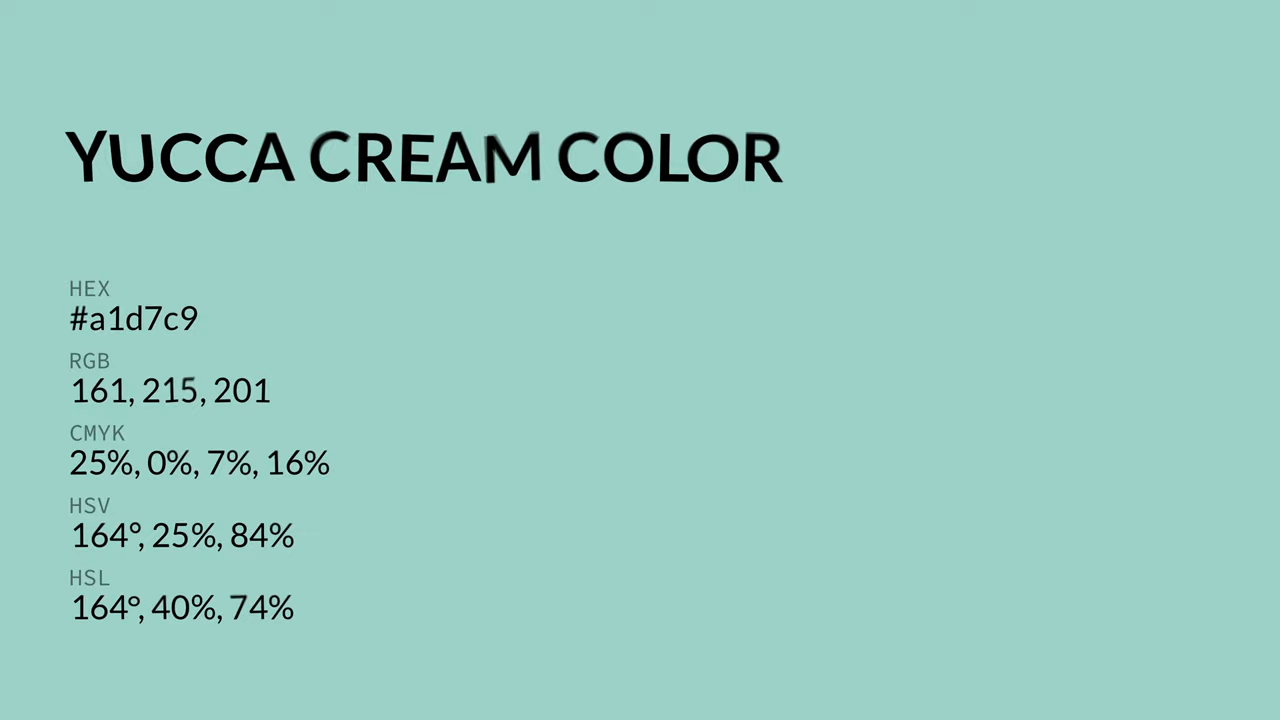 YUCCA CREAM COLOR
HEX
#a1d7c9
RGB
161, 215, 201
CMYK
25%, 0%, 7%, 16%
HSV
164°, 25%, 84%
HSL
164°, 40%, 74%